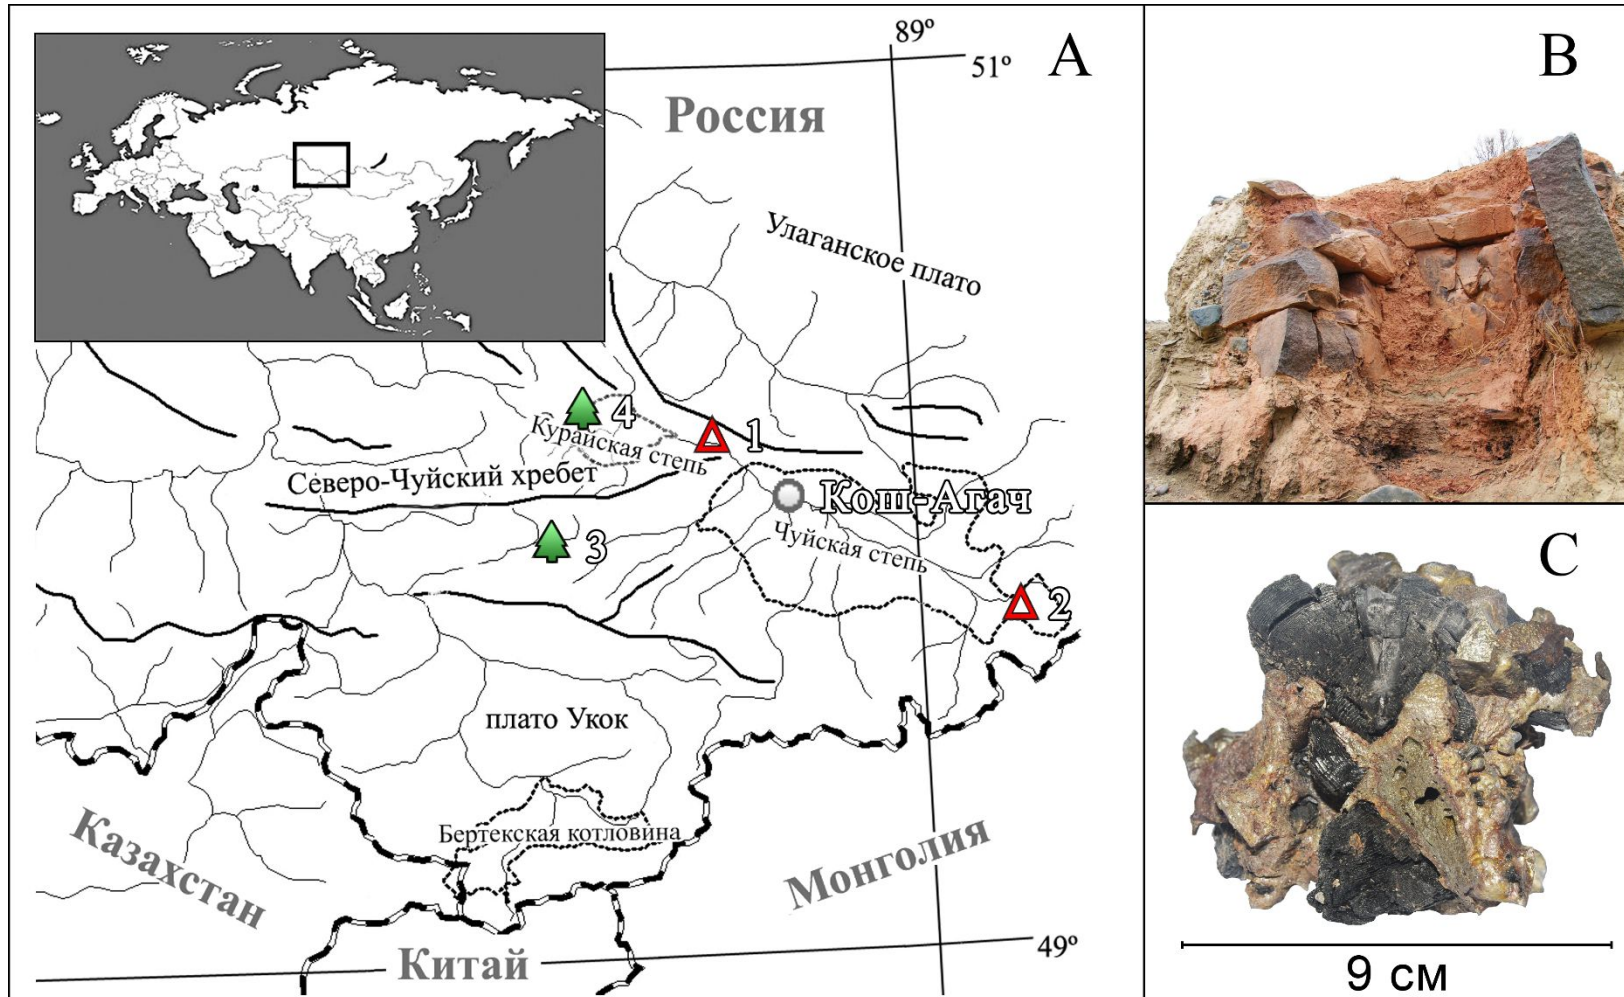 A
89º
51º
Россия
Улаганское плато
4
1
Курайская степь
Северо-Чуйский хребет
Кош-Агач
Чуйская степь
3
2
плато Укок
Бертекская котловина
Казахстан
Монголия
Китай
49º
B
C
9 см